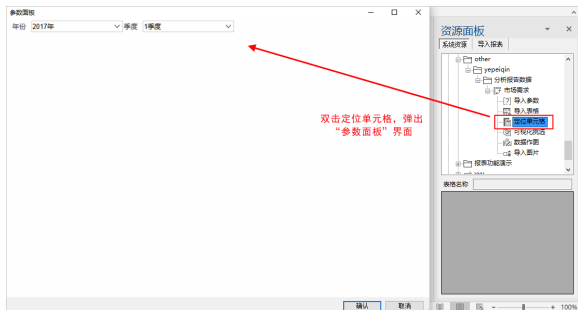 参数面板
年份 2017年 季度 1季度
双击定位单元格，弹出
“参数面板”界面
确认 取消
资源面板
系统资源 导入报表
other
yepeiqin
分析报告数据
市场需求
导入参数
导入表格
定位单元格
可视化挑选
数据作图
导入图片
报表功能演示
表格名称
100%